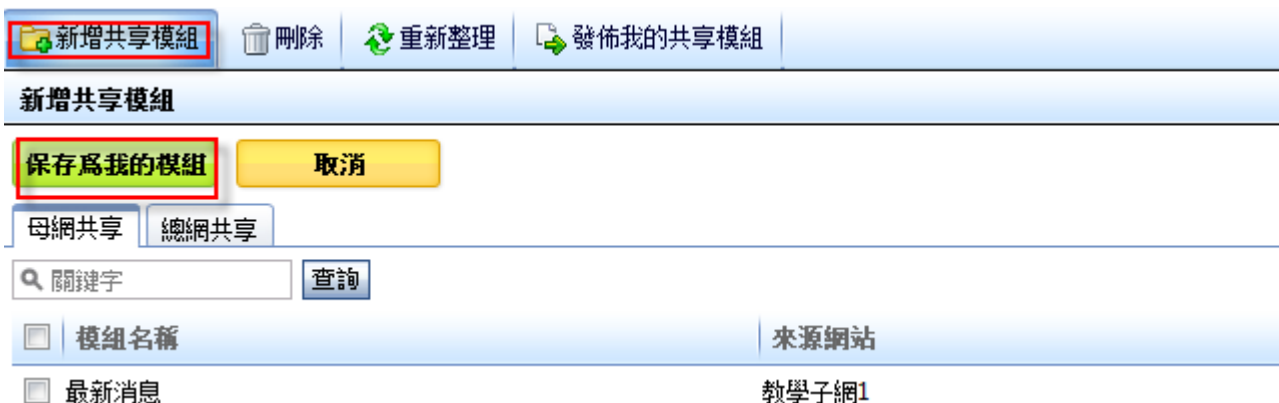 新增共享模組 刪除 重新整理 發佈我的共享模組
新增共享模組
保存爲我的模組 取消
母網共享 總網共享
關鍵字 查詢
模組名稱 來源網站
最新消息 教學子網1